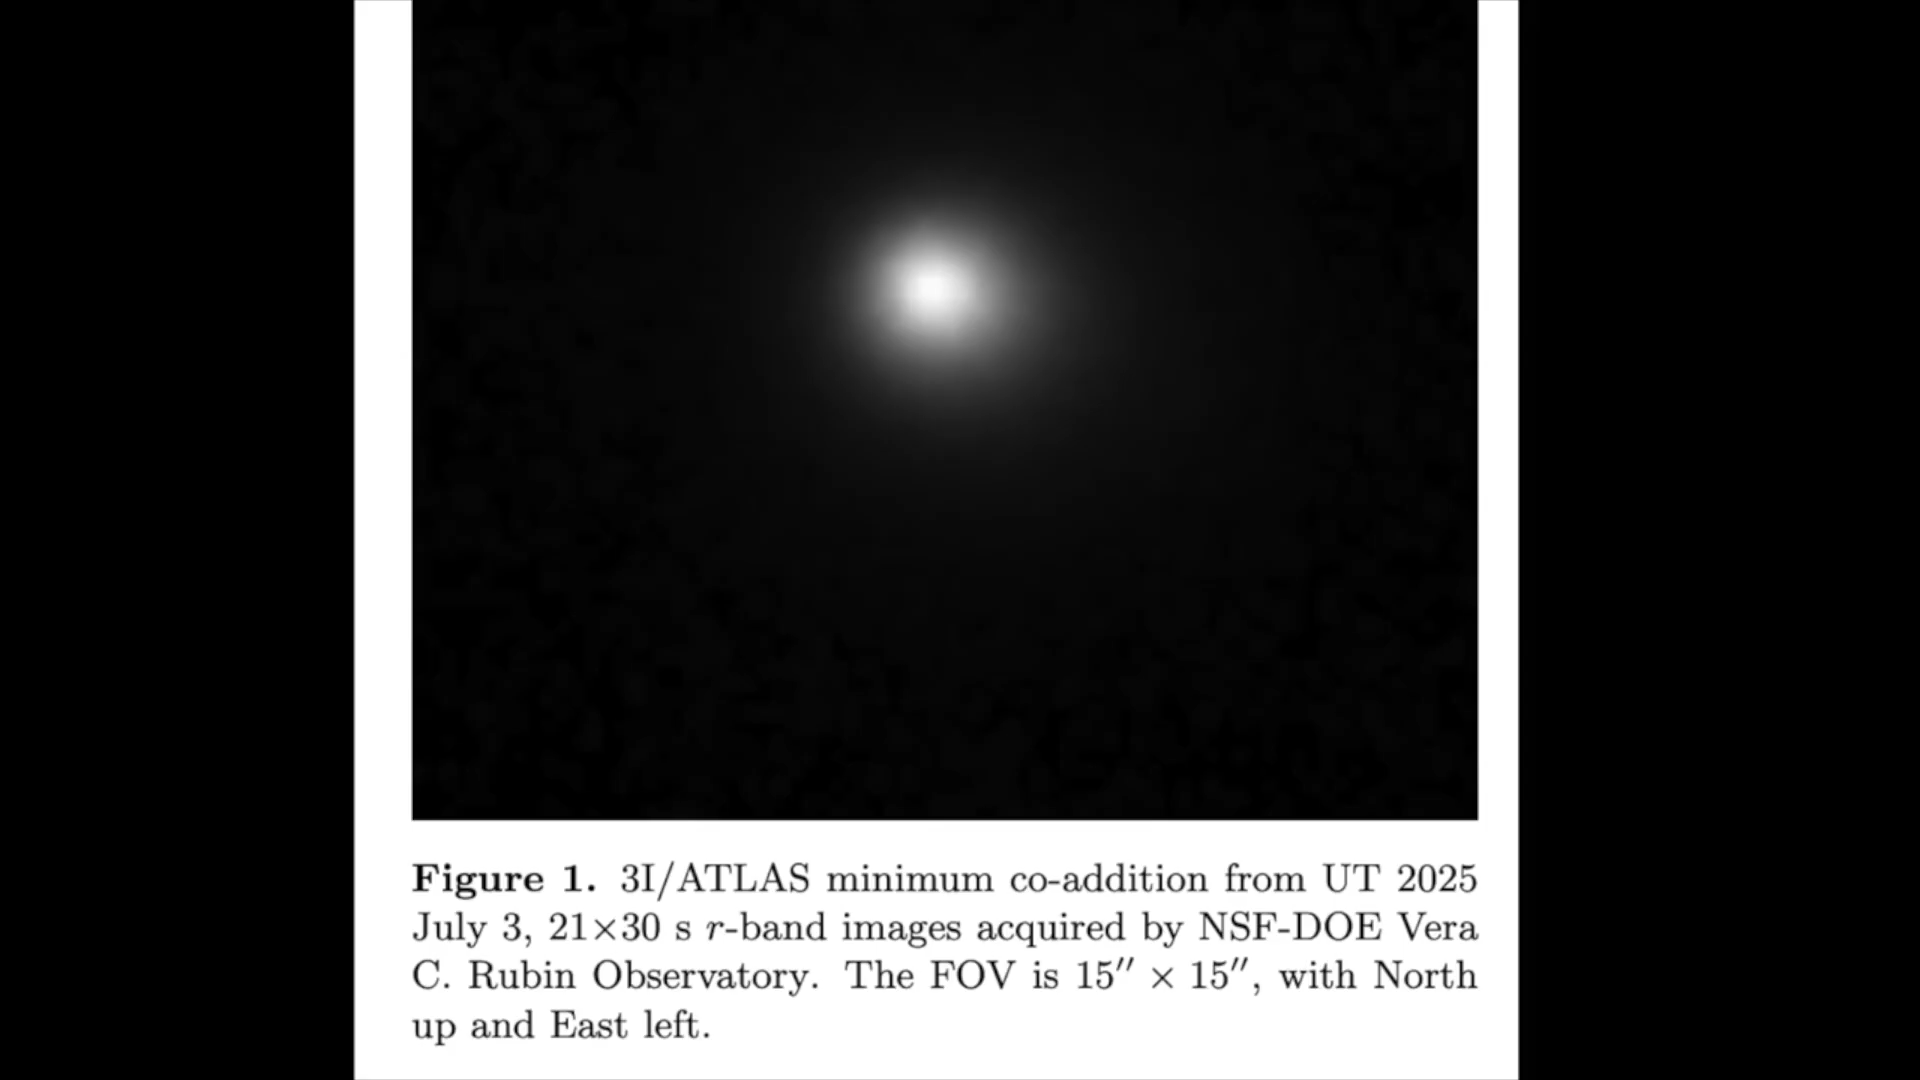 Figure 1. 3I/ATLAS minimum co-addition from UT 2025
July 3, 21×30 s r-band images acquired by NSF-DOE Vera
C. Rubin Observatory. The FOV is 15′′ × 15′′, with North
up and East left.